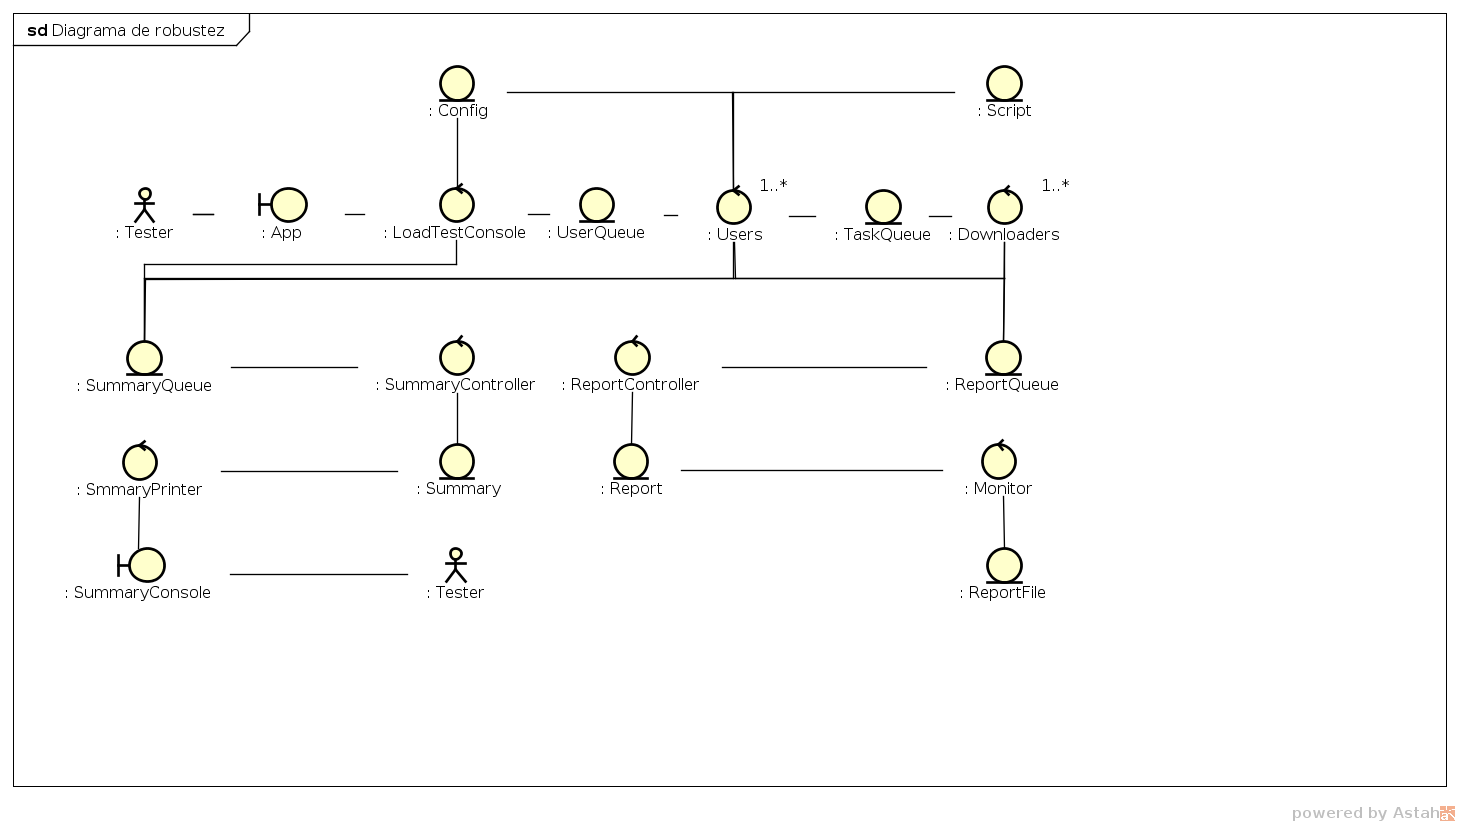 sd Diagrama de robustez
: Config
: Script
1..*
1..*
: Tester
: App
: LoadTestConsole
: UserQueue
: Users
: TaskQueue
: Downloaders
: SummaryQueue
: SummaryController
: ReportController
: ReportQueue
: SmmaryPrinter
: Summary
: Report
: Monitor
: SummaryConsole
: Tester
: ReportFile
powered by Astah